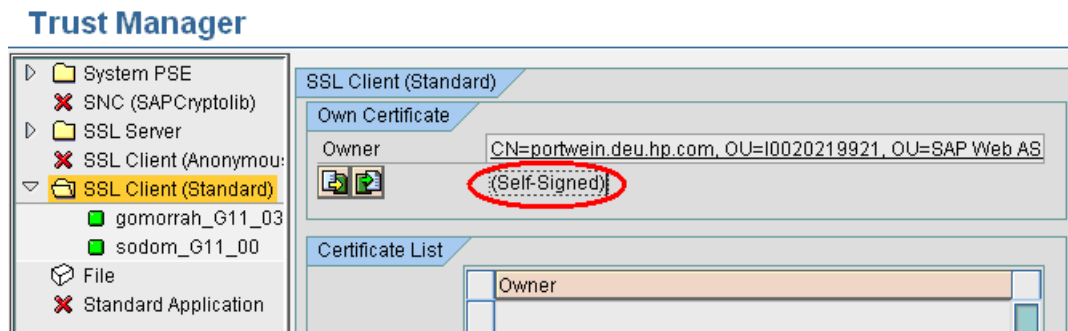 Trust Manager
System PSE
SNC (SAPCryptolib)
SSL Server
SSL Client (Anonymou:
SSL Client (Standard)
gomorrah_G11_03
sodom_G11_00
File
Standard Application
SSL Client (Standard)
Own Certificate
Owner CN=portwein.deu.hp.com, OU=I0020219921, OU=SAP Web AS
(Self-Signed)
Certificate List
Owner